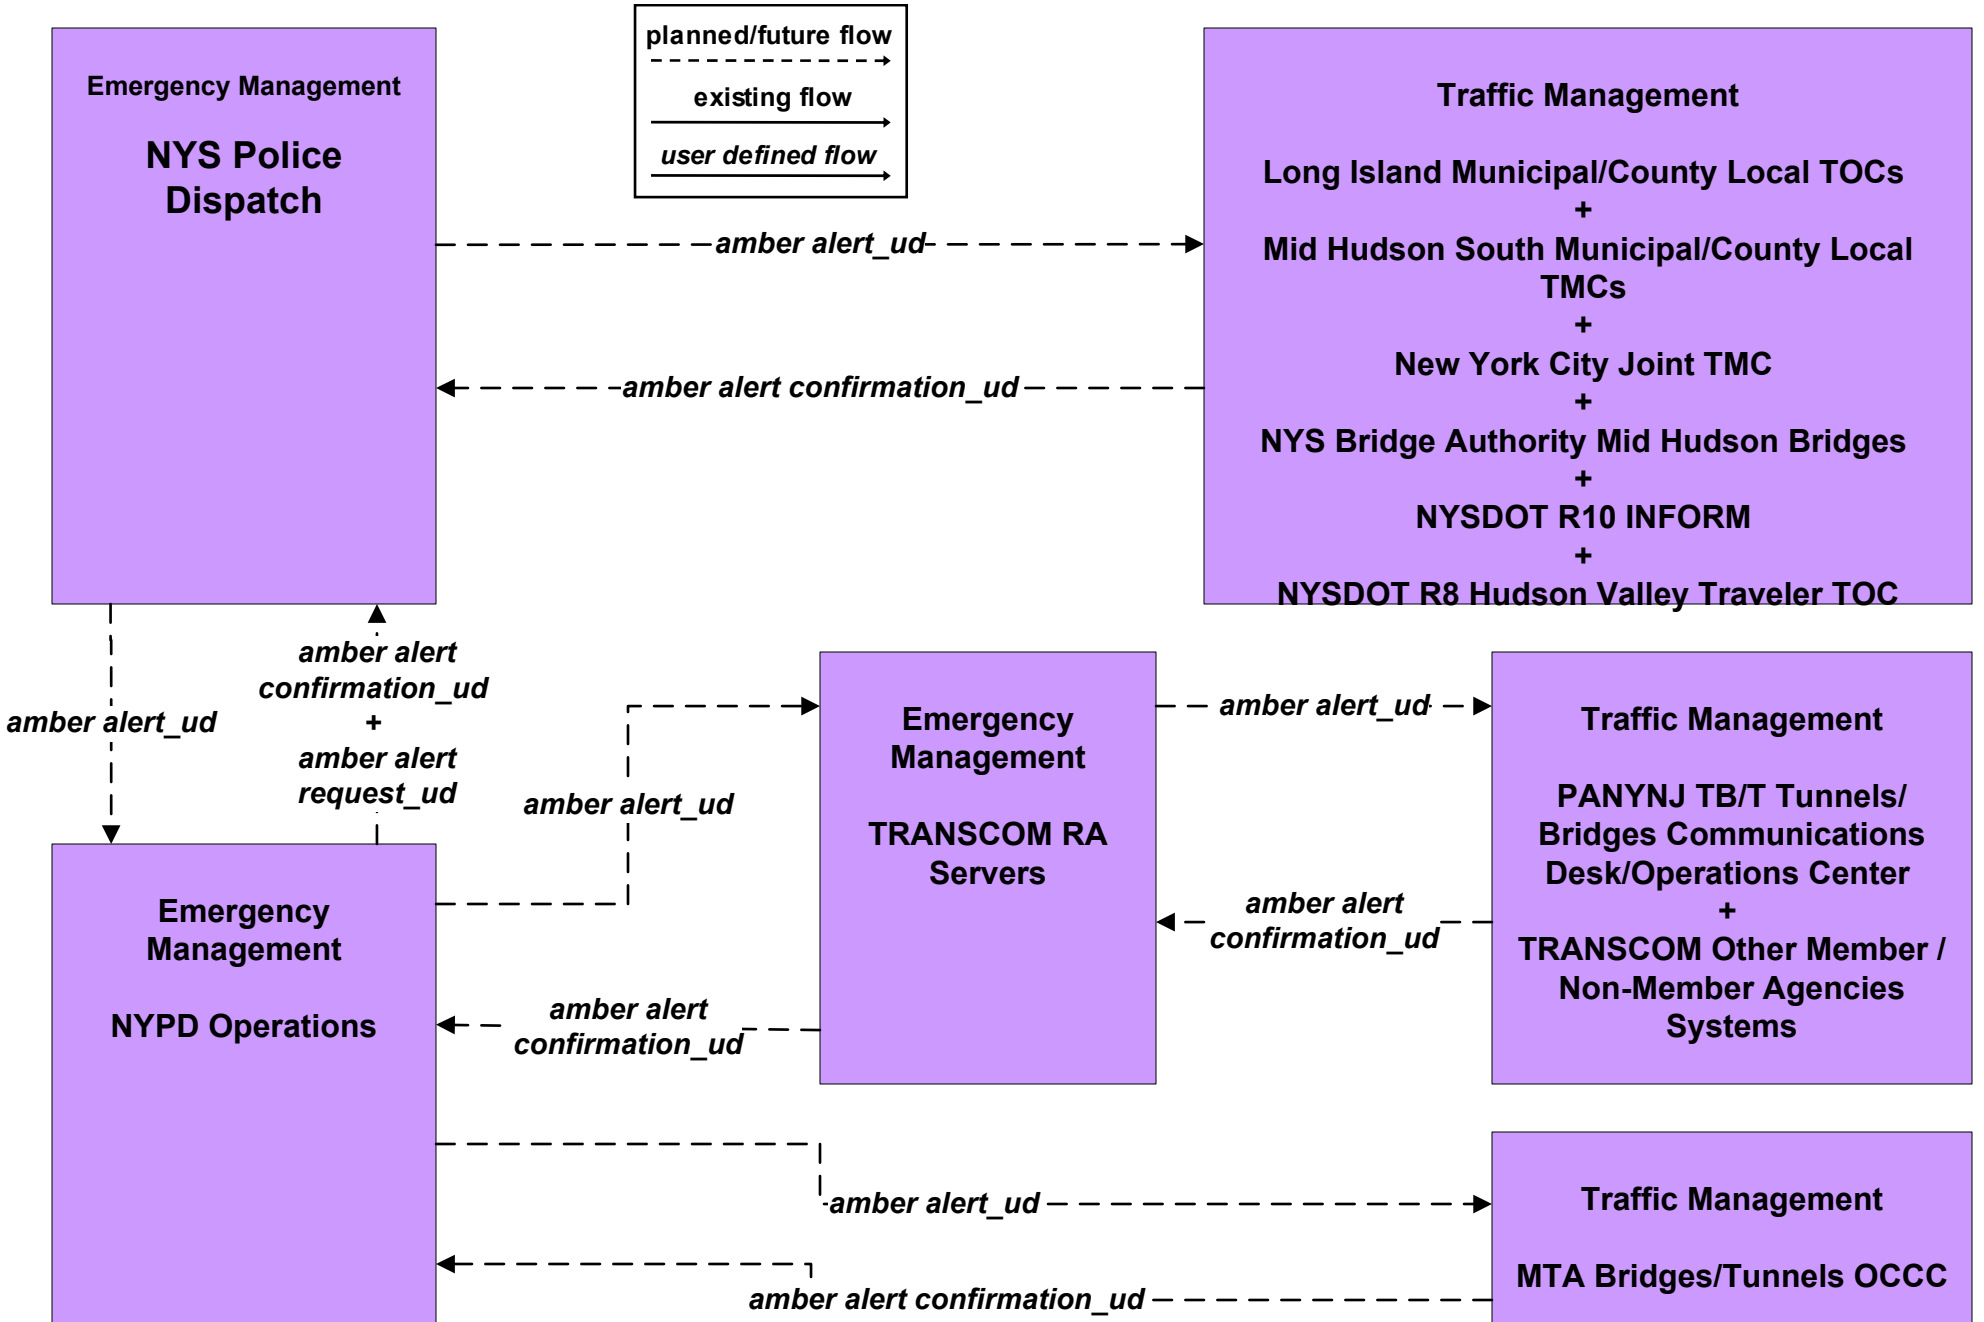 planned/future flow
existing flow
user defined flow
Emergency Management
NYS Police
Dispatch
Traffic Management
Long Island Municipal/County Local TOCs
+
Mid Hudson South Municipal/County Local
TMCs
+
New York City Joint TMC
+
NYS Bridge Authority Mid Hudson Bridges
+
NYSDOT R10 INFORM
+
NYSDOT R8 Hudson Valley Traveler TOC
amber alert_ud
amber alert confirmation_ud
amber alert_ud
amber alert
confirmation_ud
+
amber alert
request_ud
amber alert_ud
Emergency
Management
TRANSCOM RA
Servers
amber alert_ud
amber alert
confirmation_ud
Traffic Management
PANYNJ TB/T Tunnels/
Bridges Communications
Desk/Operations Center
+
TRANSCOM Other Member /
Non-Member Agencies
Systems
Emergency
Management
NYPD Operations
amber alert
confirmation_ud
amber alert_ud
amber alert confirmation_ud
Traffic Management
MTA Bridges/Tunnels OCCC